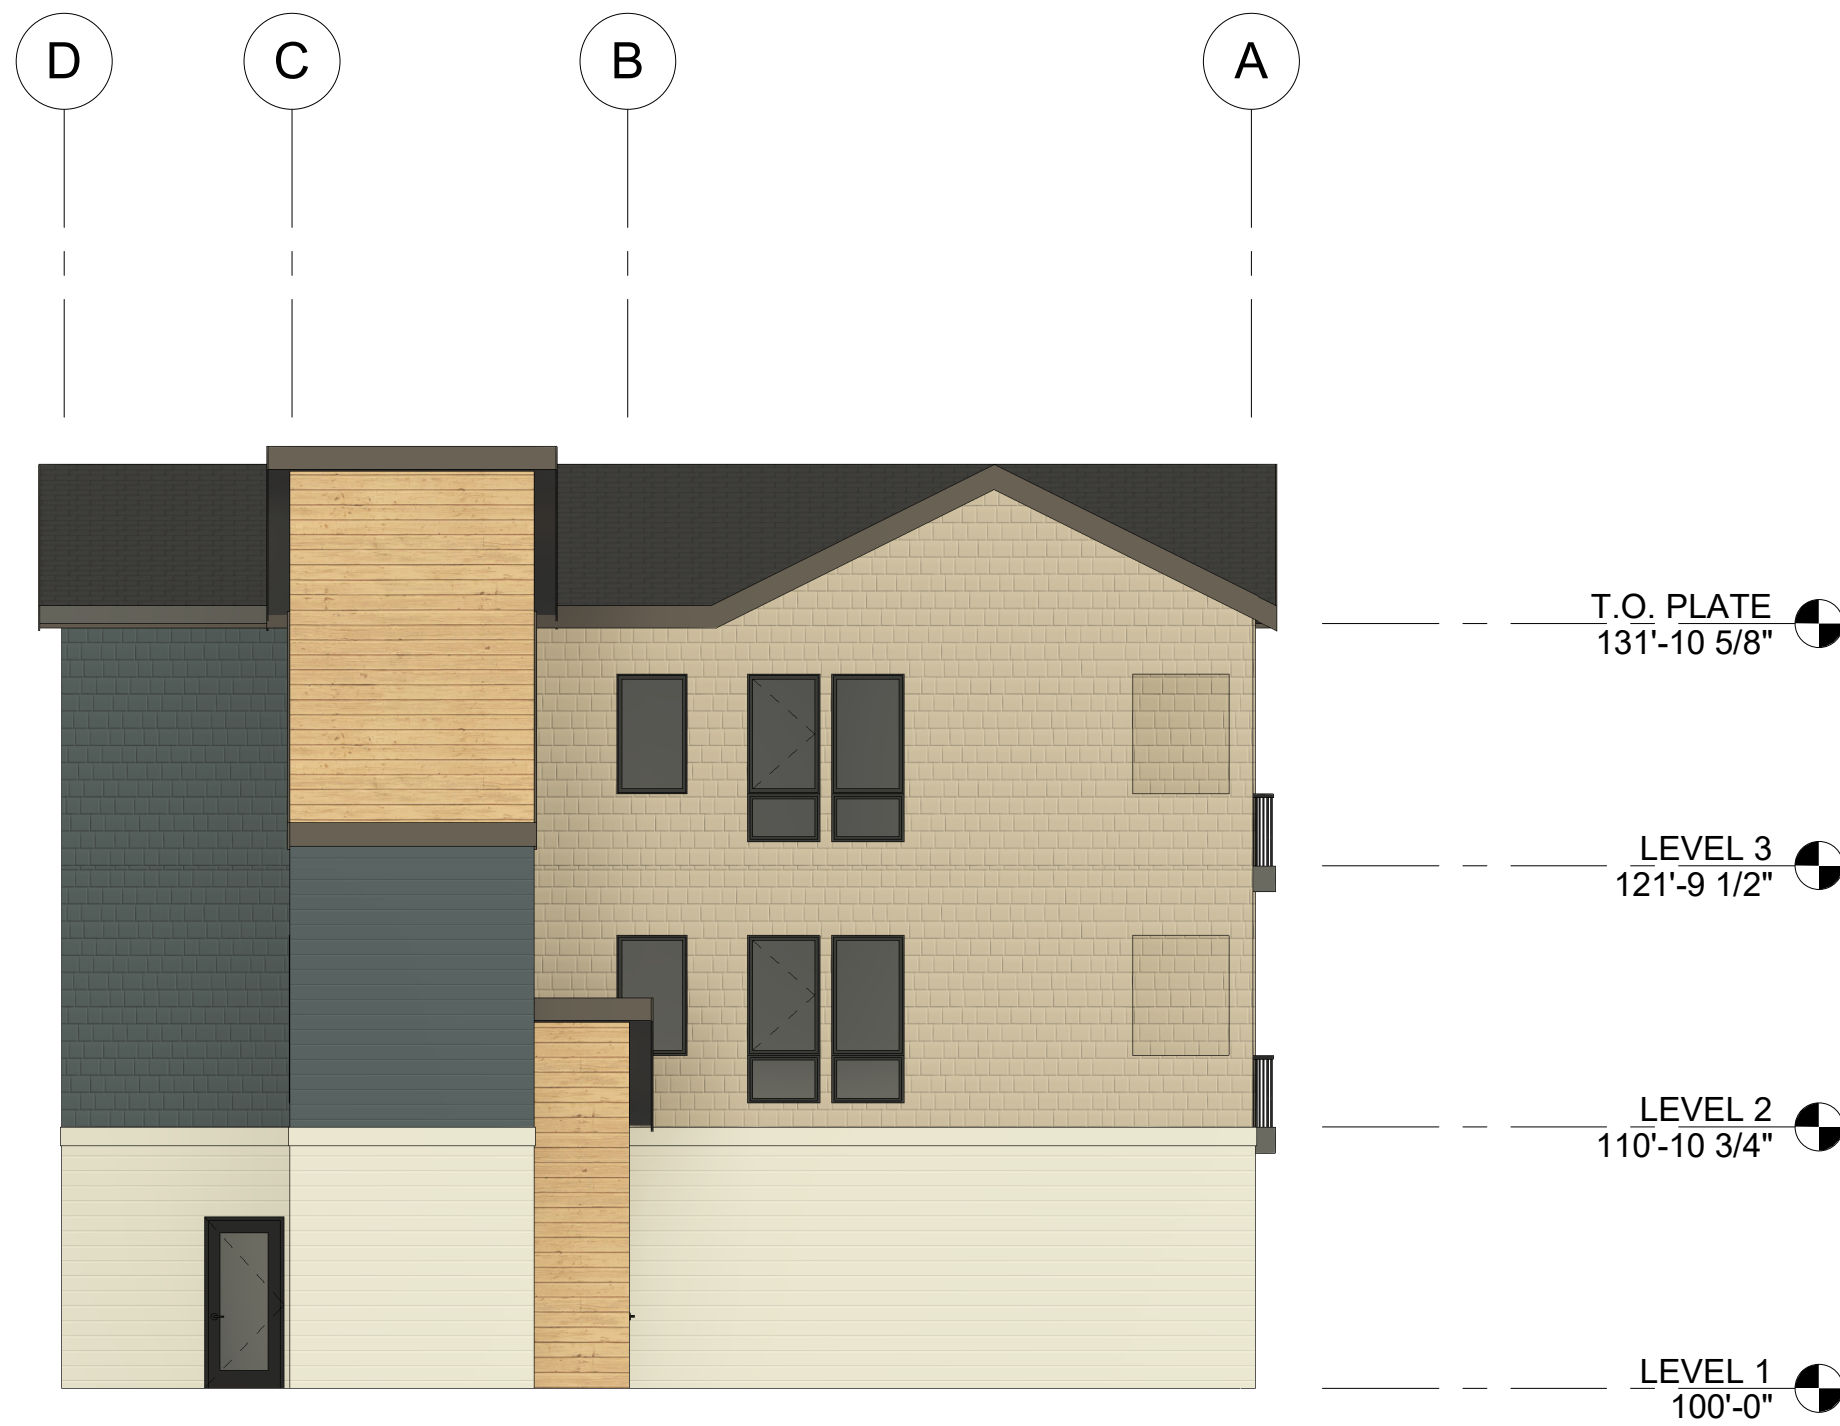 D
C
B
A
T.O. PLATE
131'-10 5/8"
LEVEL 3
121'-9 1/2"
LEVEL 2
110'-10 3/4"
LEVEL 1
100'-0"